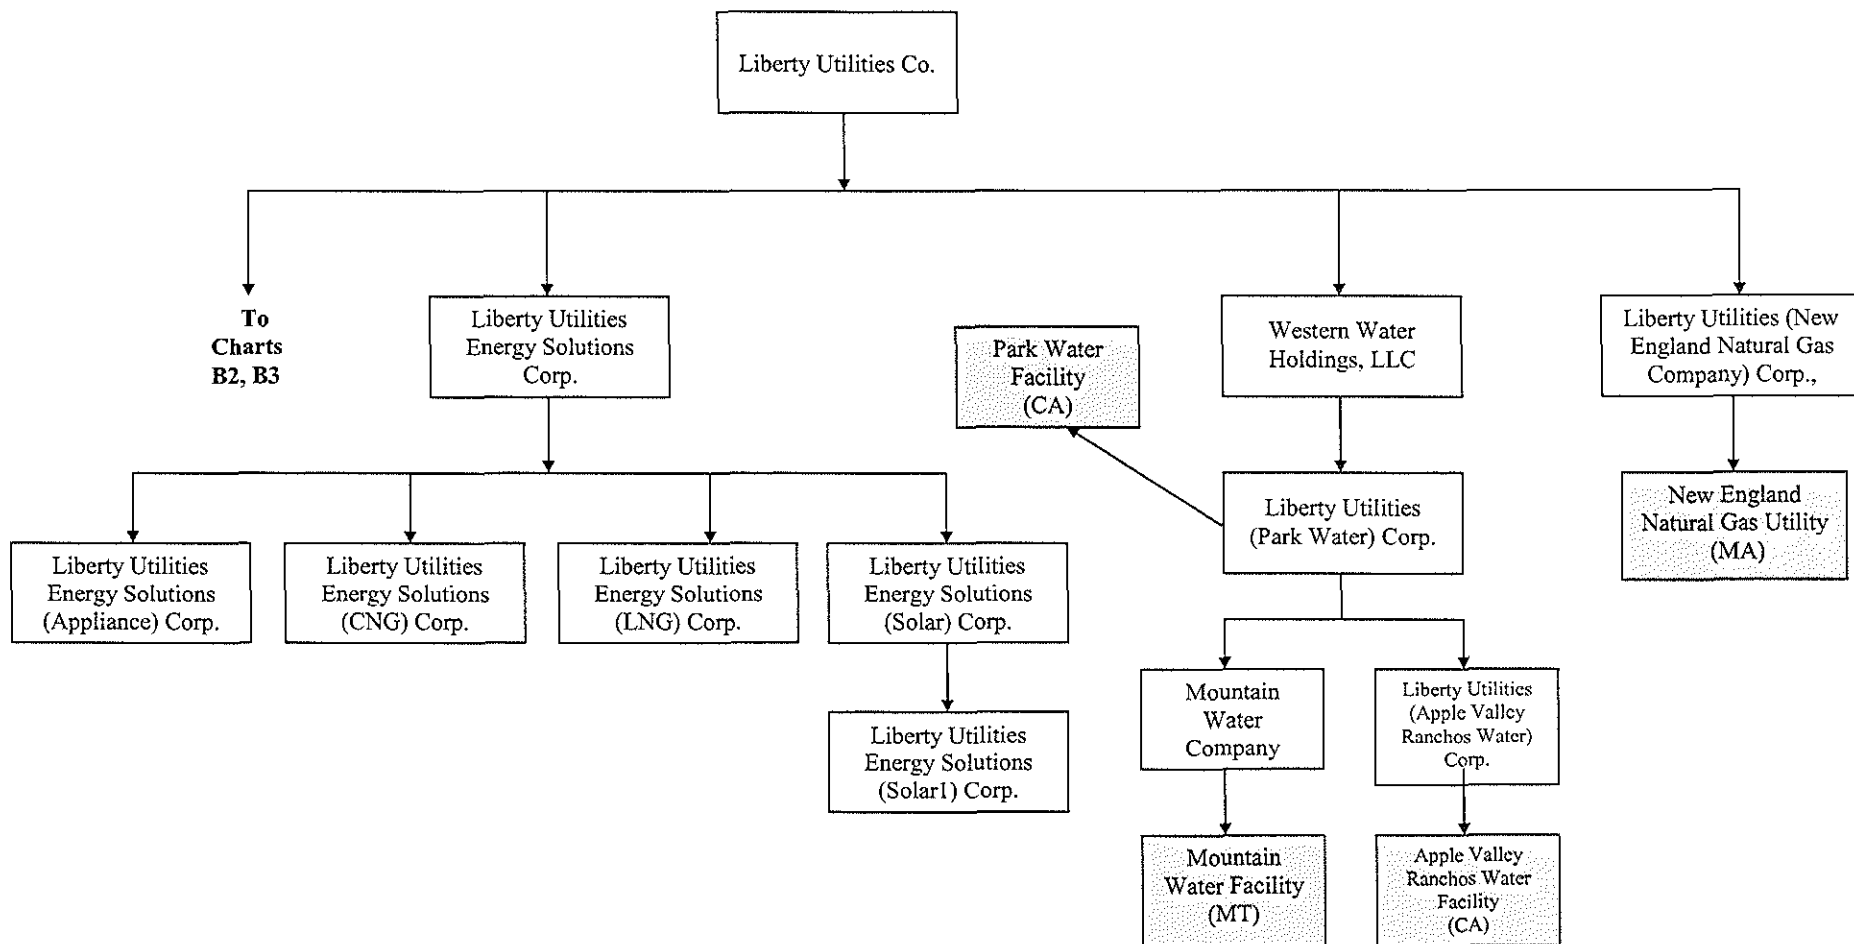 Liberty Utilities Co.
To
Charts
B2, B3
Liberty Utilities
Energy Solutions
Corp.
Park Water
Facility
(CA)
Western Water
Holdings, LLC
Liberty Utilities (New
England Natural Gas
Company) Corp.,
Liberty Utilities
(Park Water) Corp.
New England
Natural Gas Utility
(MA)
Liberty Utilities
Energy Solutions
(Appliance) Corp.
Liberty Utilities
Energy Solutions
(CNG) Corp.
Liberty Utilities
Energy Solutions
(LNG) Corp.
Liberty Utilities
Energy Solutions
(Solar) Corp.
Liberty Utilities
Energy Solutions
(Solar1) Corp.
Mountain
Water
Company
Liberty Utilities
(Apple Valley
Ranchos Water)
Corp.
Mountain
Water Facility
(MT)
Apple Valley
Ranchos Water
Facility
(CA)